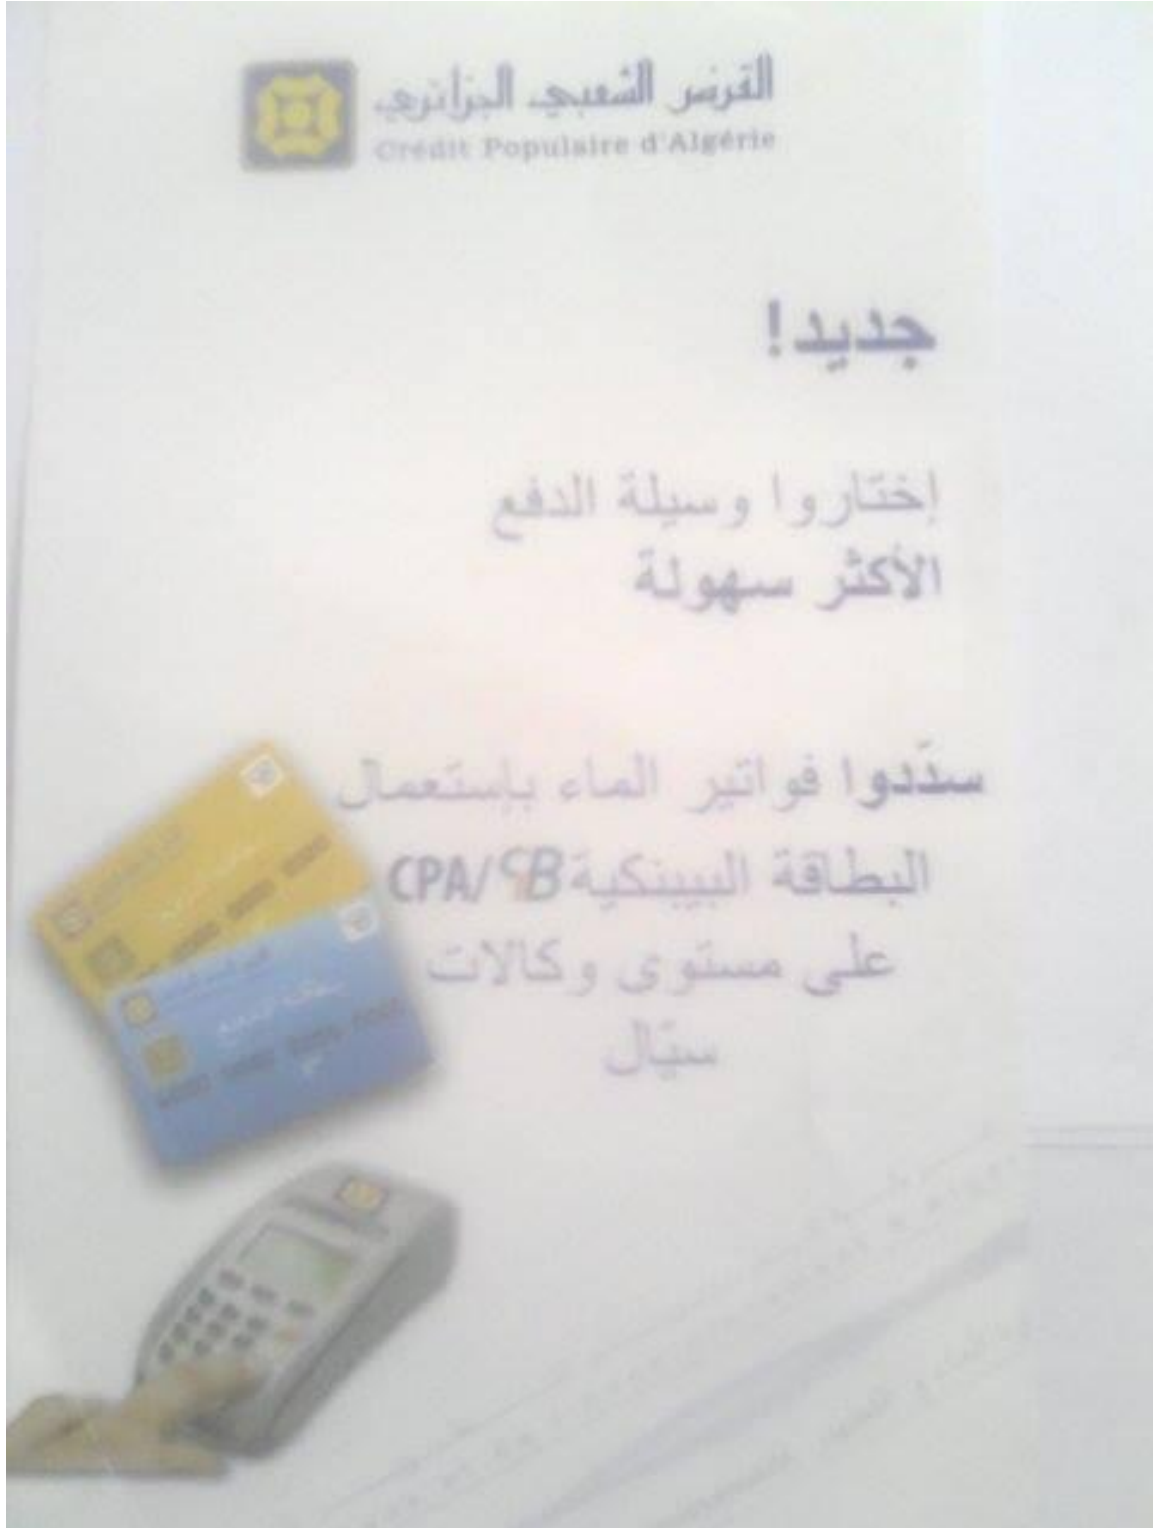 القرض الشعبي الجزائري
Crédit Populaire d'Algérie
جديد!
إختاروا وسيلة الدفع
الأكثر سهولة
سدّدوا فواتير الماء بإستعمال
البطاقة البيبنكية CPA/CIB
على مستوى وكالات
سيّال